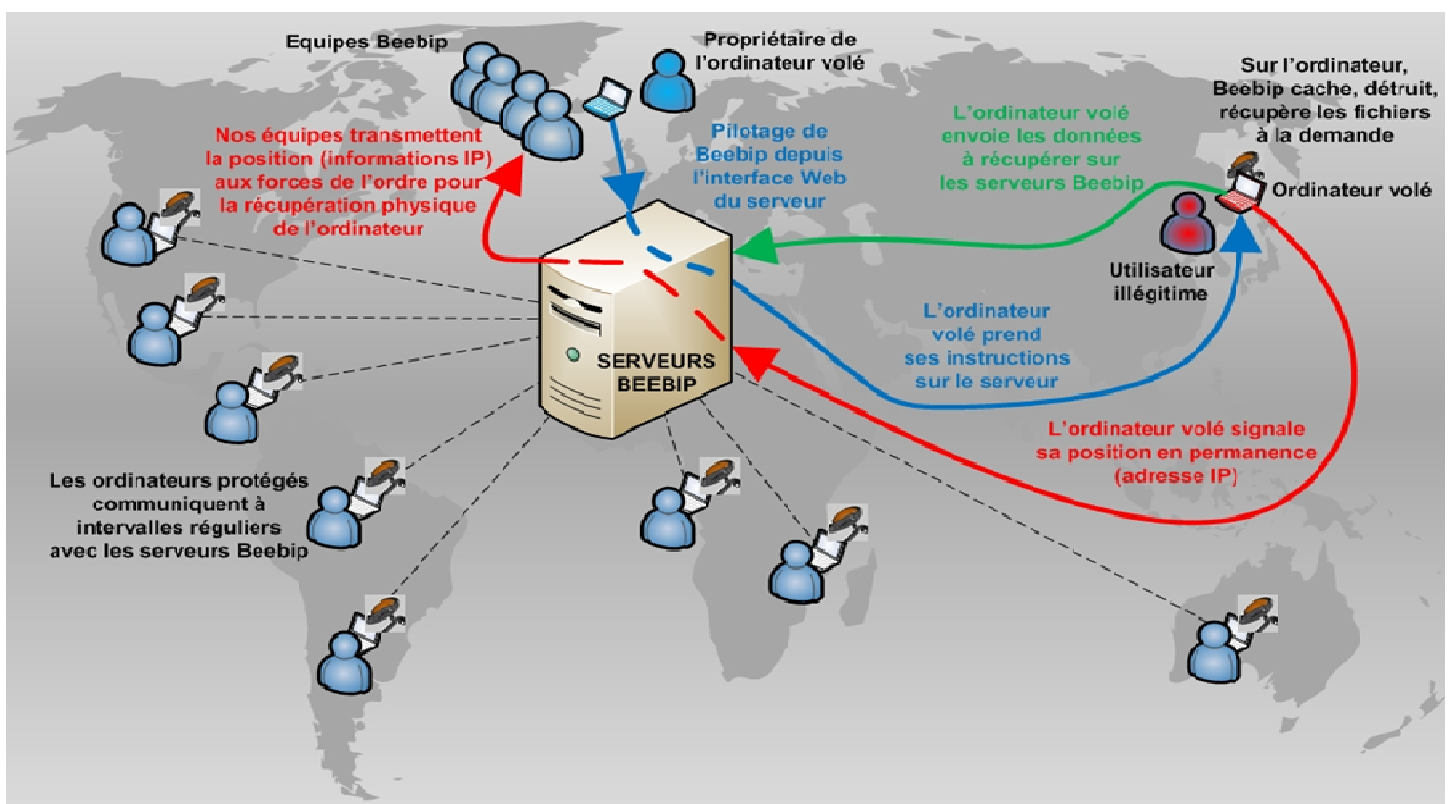 Equipes Beebip
Propriétaire de
l'ordinateur volé
Sur l'ordinateur,
Beebip cache, détruit,
récupère les fichiers
à la demande
Nos équipes transmettent
la position (informations IP)
aux forces de l'ordre pour
la récupération physique
de l'ordinateur
Pilotage de
Beebip depuis
l'interface Web
du serveur
L'ordinateur volé
envoie les données
à récupérer sur
les serveurs Beebip
Ordinateur volé
Utilisateur
illégitime
L'ordinateur
volé prend
ses instructions
sur le serveur
SERVEURS
BEEBIP
L'ordinateur volé signale
sa position en permanence
(adresse IP)
Les ordinateurs protégés
communiquent à
intervalles réguliers
avec les serveurs Beebip